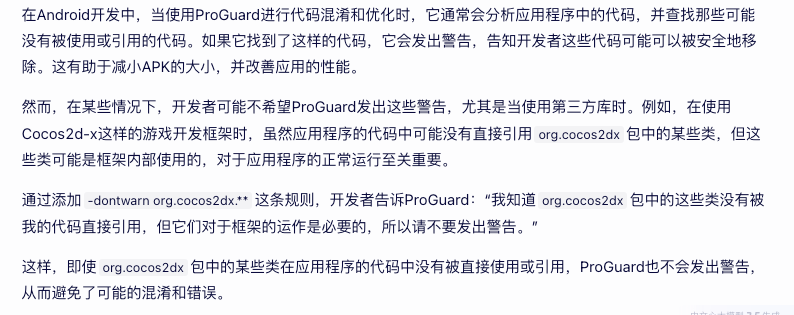 在Android开发中，当使用ProGuard进行代码混淆和优化时，它通常会分析应用程序中的代码，并查找那些可能
没有被使用或引用的代码。如果它找到了这样的代码，它会发出警告，告知开发者这些代码可能可以被安全地移
除。这有助于减小APK的大小，并改善应用的性能。
然而，在某些情况下，开发者可能不希望ProGuard发出这些警告，尤其是当使用第三方库时。例如，在使用
Cocos2d-x这样的游戏开发框架时，虽然应用程序的代码中可能没有直接引用 org.cocos2dx 包中的某些类，但这
些类可能是框架内部使用的，对于应用程序的正常运行至关重要。
通过添加 -dontwarn org.cocos2dx.** 这条规则，开发者告诉ProGuard：“我知道 org.cocos2dx 包中的这些类没有被
我的代码直接引用，但它们对于框架的运作是必要的，所以请不要发出警告。”
这样，即使 org.cocos2dx 包中的某些类在应用程序的代码中没有被直接使用或引用，ProGuard也不会发出警告，
从而避免了可能的混淆和错误。